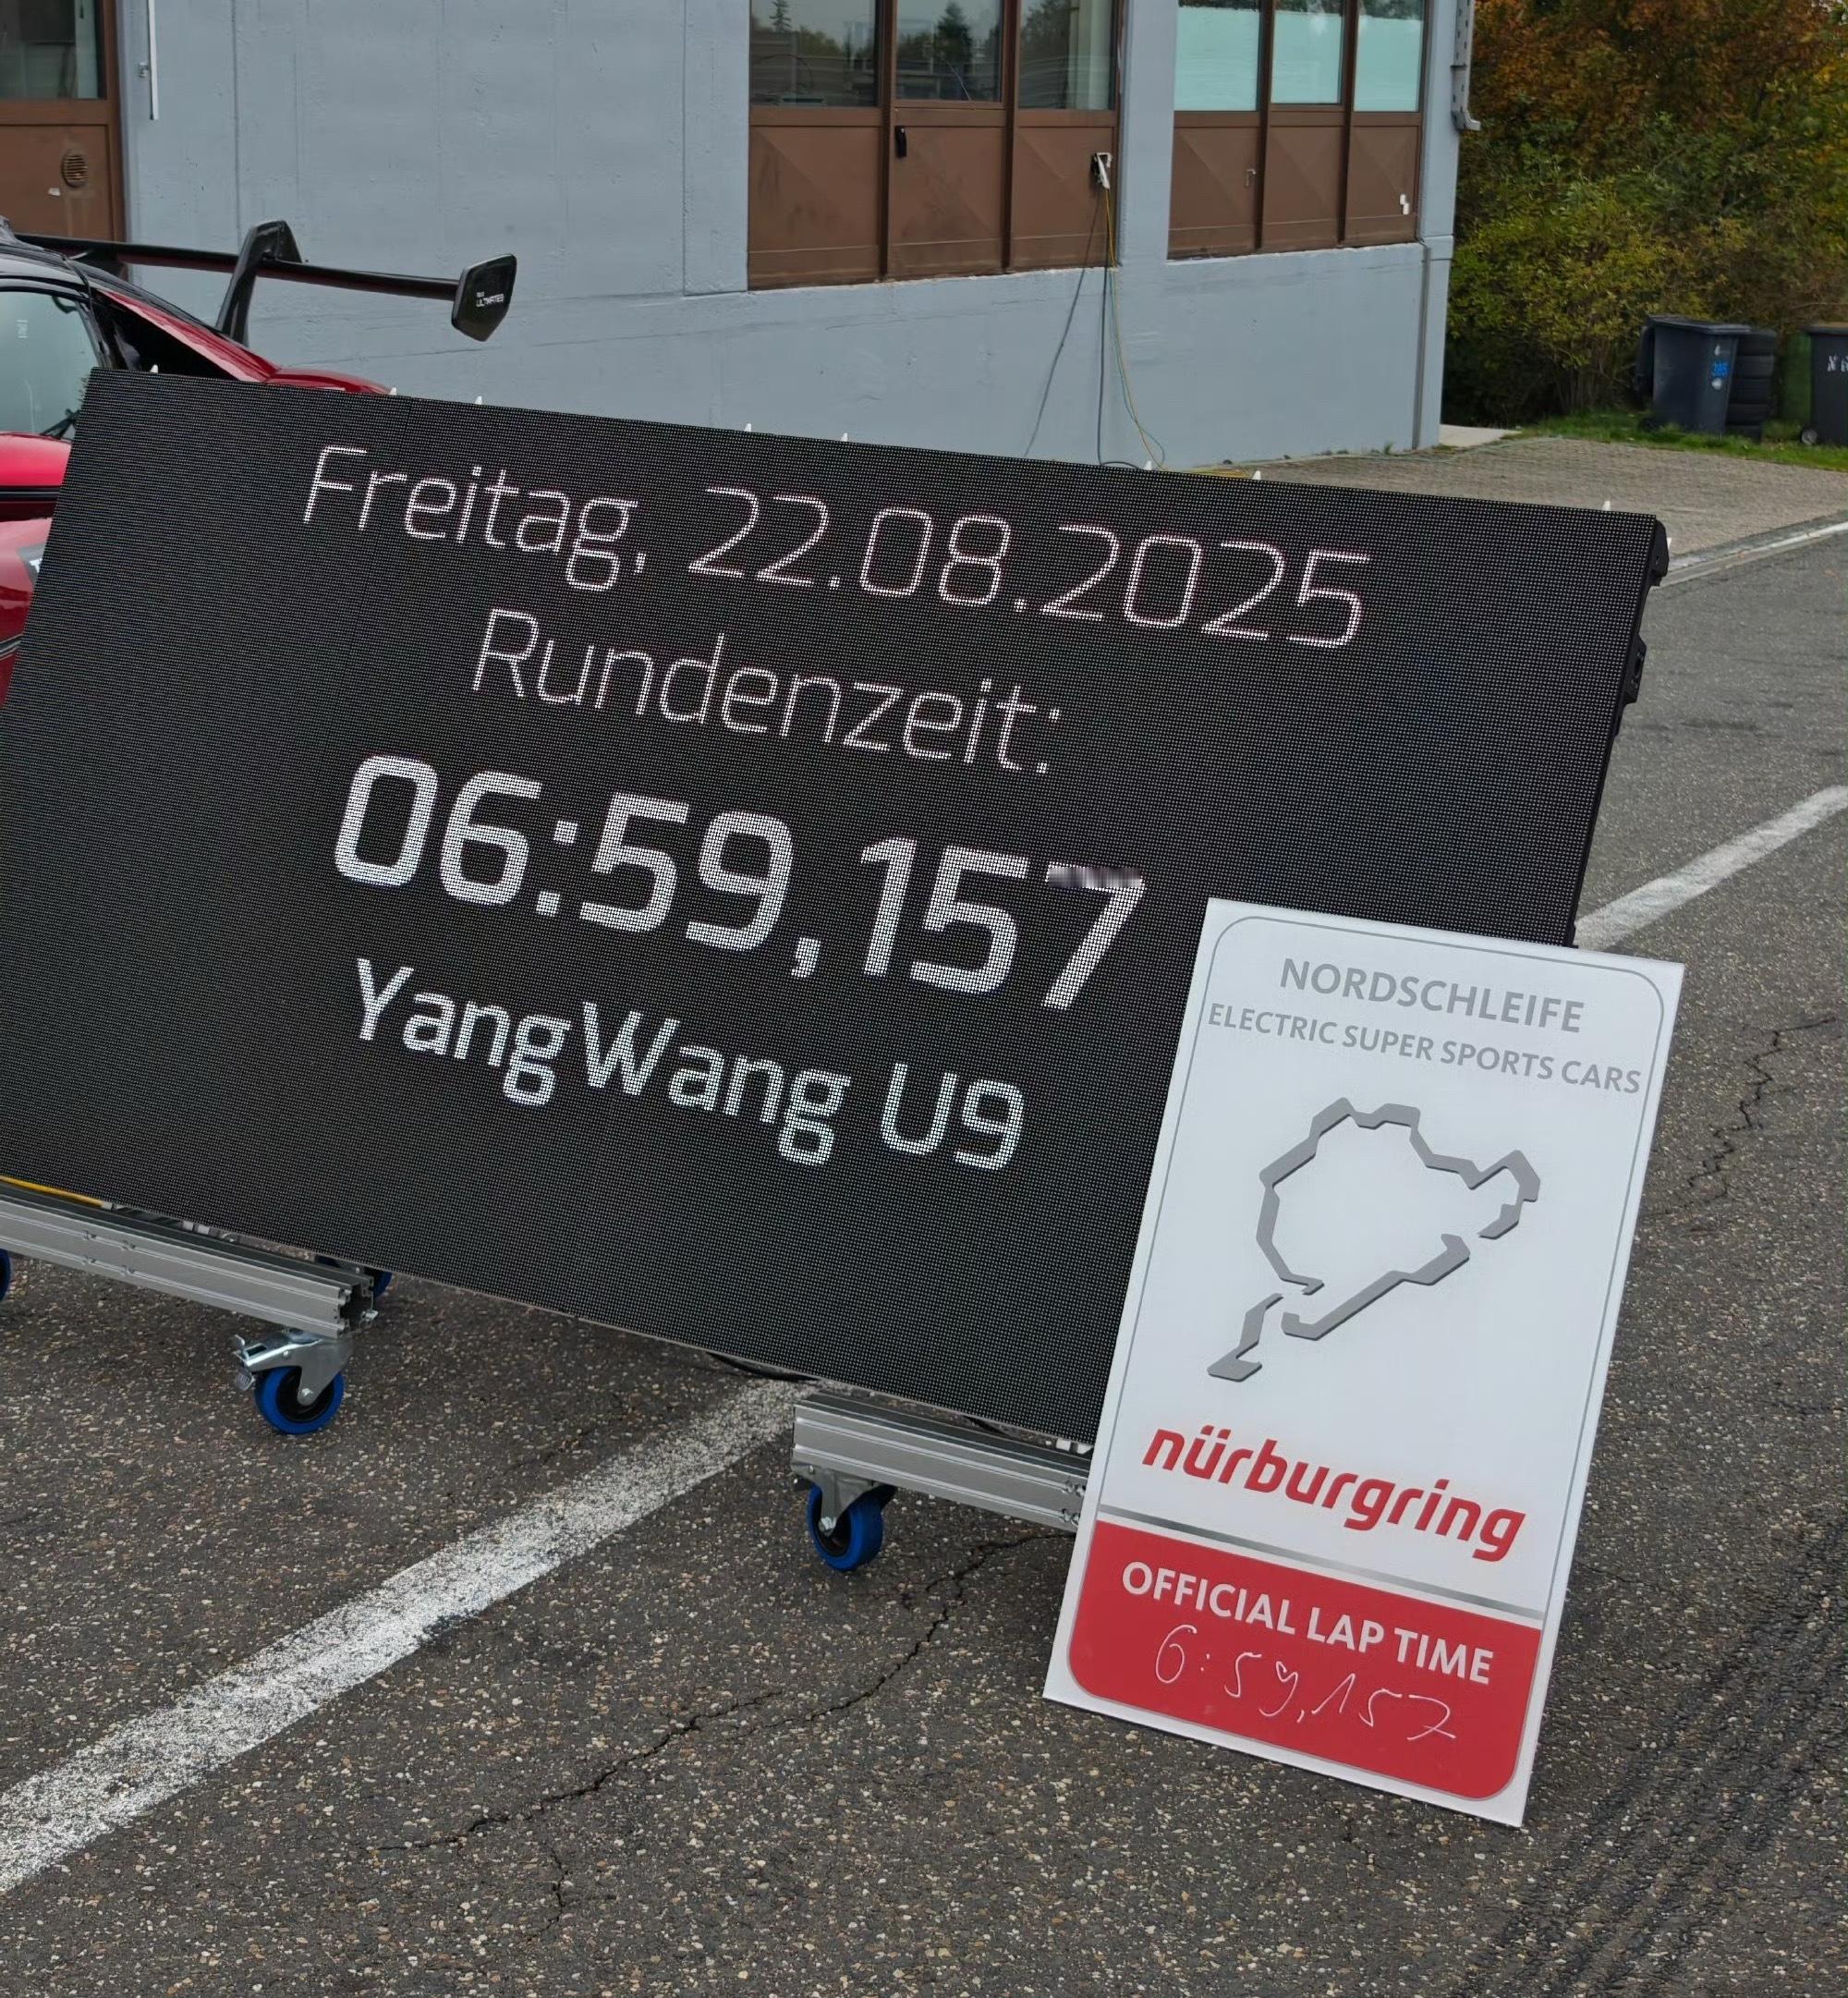 ULTIMATE9
Freitag, 22.08.2025
Rundenzeit:
06:59,157
YangWang U9
NORDSCHLEIFE
ELECTRIC SUPER SPORTS CARS
nürburgring
OFFICIAL LAP TIME
6:59,157